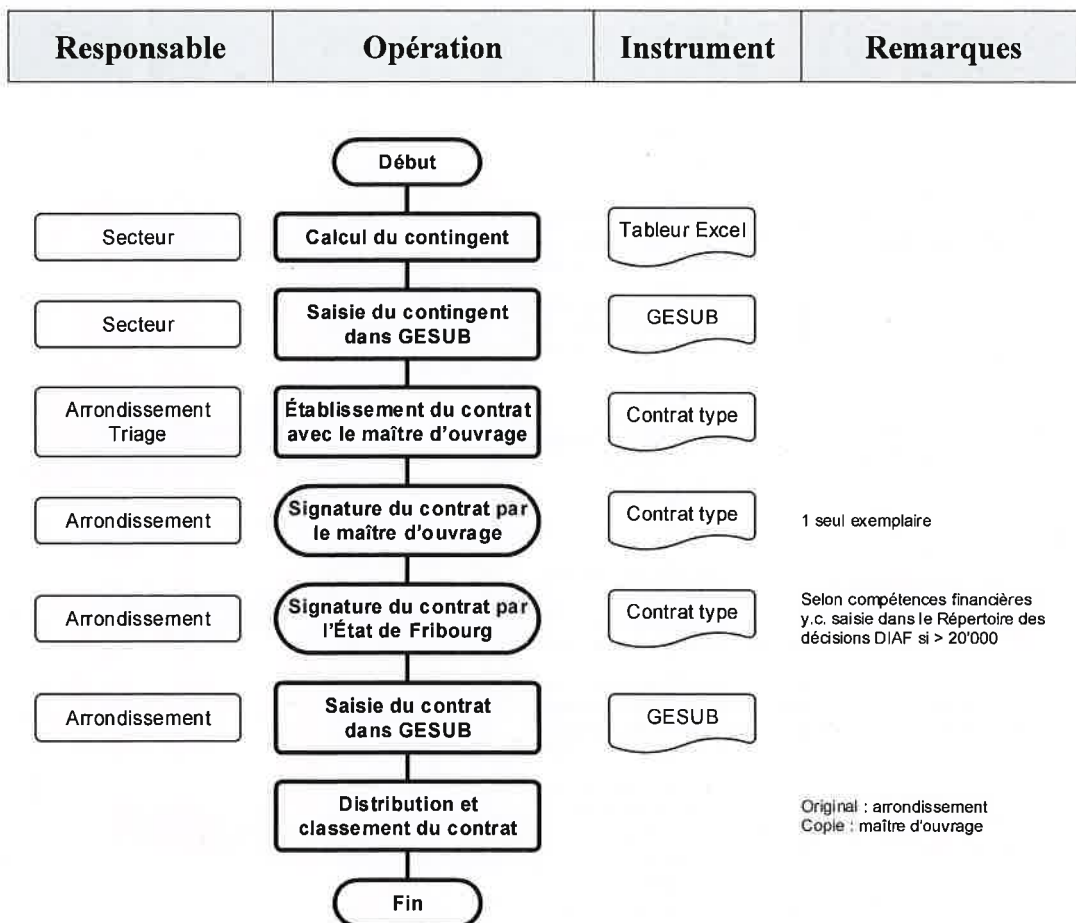 Responsable Opération Instrument Remarques
Début
Secteur
Calcul du contingent
Tableur Excel
Secteur
Saisie du contingent
dans GESUB
GESUB
Arrondissement
Triage
Établissement du contrat
avec le maître d'ouvrage
Contrat type
Arrondissement
Signature du contrat par
le maître d'ouvrage
Contrat type
1 seul exemplaire
Arrondissement
Signature du contrat par
l'État de Fribourg
Contrat type
Selon compétences financières
y.c. saisie dans le Répertoire des
décisions DIAF si > 20'000
Arrondissement
Saisie du contrat
dans GESUB
GESUB
Distribution et
classement du contrat
Original : arrondissement
Copie : maître d'ouvrage
Fin